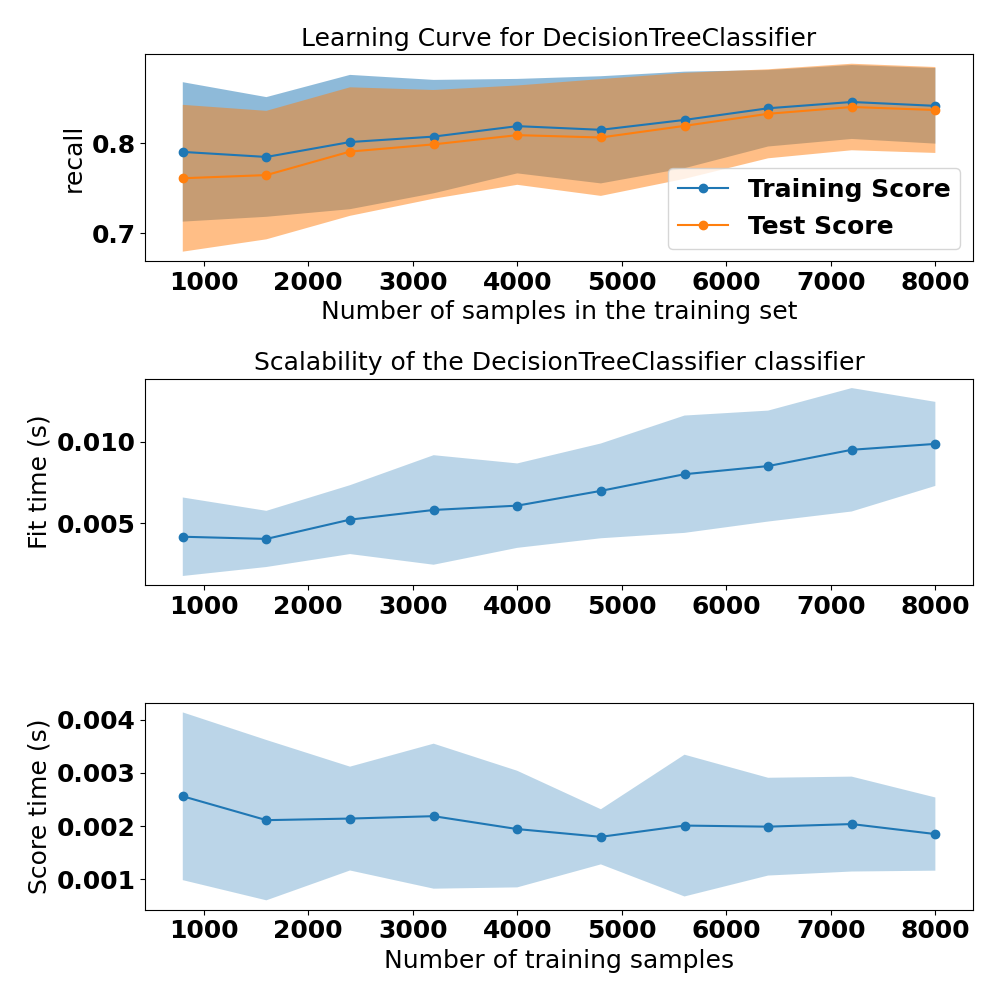 Learning Curve for DecisionTreeClassifier
recall
0.8
0.7
Training Score
Test Score
1000 2000 3000 4000 5000 6000 7000 8000
Number of samples in the training set
Scalability of the DecisionTreeClassifier classifier
Fit time (s)
0.010
0.005
1000 2000 3000 4000 5000 6000 7000 8000
Score time (s)
0.004
0.003
0.002
0.001
1000 2000 3000 4000 5000 6000 7000 8000
Number of training samples